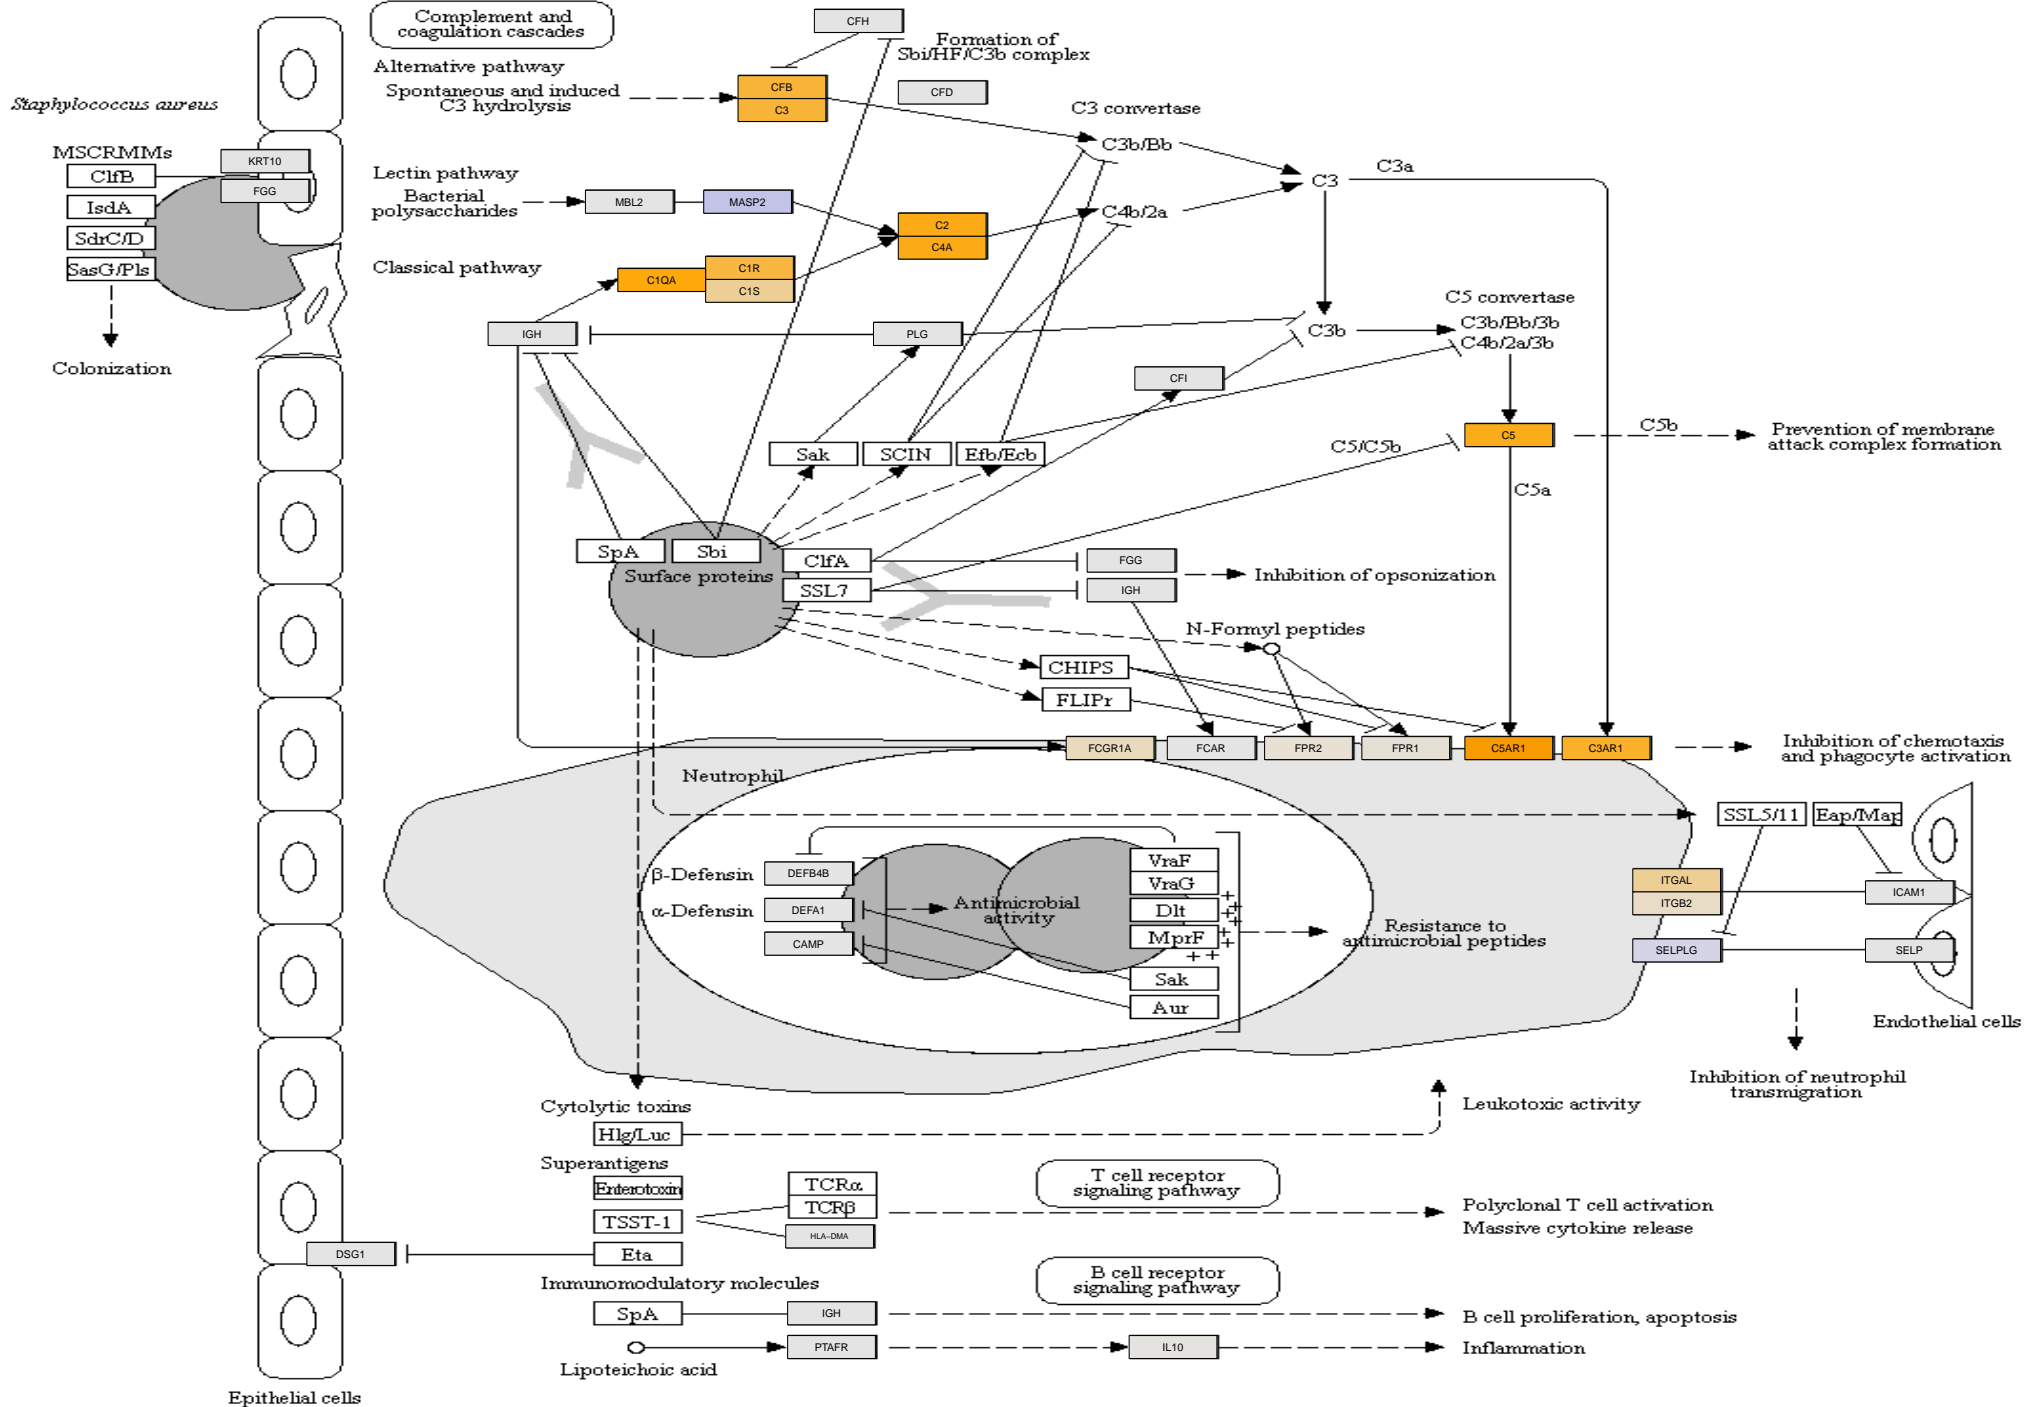 Complement and
coagulation cascades
CFH
Formation of
Sbi/HF/C3b complex
Alternative pathway
Spontaneous and induced
C3 hydrolysis
CFB
C3
CFD
C3 convertase
C3b/Bb
Staphylococcus aureus
MSCRMMs
ClfB
IsdA
SdrC/D
SasG/Pls
KRT10
FGG
Colonization
Lectin pathway
Bacterial
polysaccharides
MBL2
MASP2
C2
C4A
C4b/2a
C3
C3a
Classical pathway
C1QA
C1R
C1S
IGH
PLG
C3b
C5 convertase
C3b/Bb/3b
C4b/2a/3b
CFI
C5
C5b
Prevention of membrane
attack complex formation
C5/C5b
C5a
Sak
SCIN
Efb/Ecb
SpA
Sbi
Surface proteins
ClfA
SSL7
FGG
IGH
Inhibition of opsonization
N-Formyl peptides
CHIPS
FLIPr
FCGR1A
FCAR
FPR2
FPR1
C5AR1
C3AR1
Inhibition of chemotaxis
and phagocyte activation
Neutrophil
SSL5/11
Eap/Map
β-Defensin
DEFB4B
α-Defensin
DEFA1
CAMP
Antimicrobial
activity
VraF
VraG
Dlt
MprF
Sak
Aur
+
+
+
+
+
+
+ +
Resistance to
antimicrobial peptides
ITGAL
ITGB2
ICAM1
SELPLG
SELP
Endothelial cells
Inhibition of neutrophil
transmigration
Cytolytic toxins
Hlg/Luc
Leukotoxic activity
Superantigens
Enterotoxin
TSST-1
Eta
DSG1
TCRα
TCRβ
HLA-DMA
T cell receptor
signaling pathway
Polyclonal T cell activation
Massive cytokine release
Immunomodulatory molecules
SpA
IGH
B cell receptor
signaling pathway
B cell proliferation, apoptosis
Lipoteichoic acid
PTAFR
IL10
Inflammation
Epithelial cells